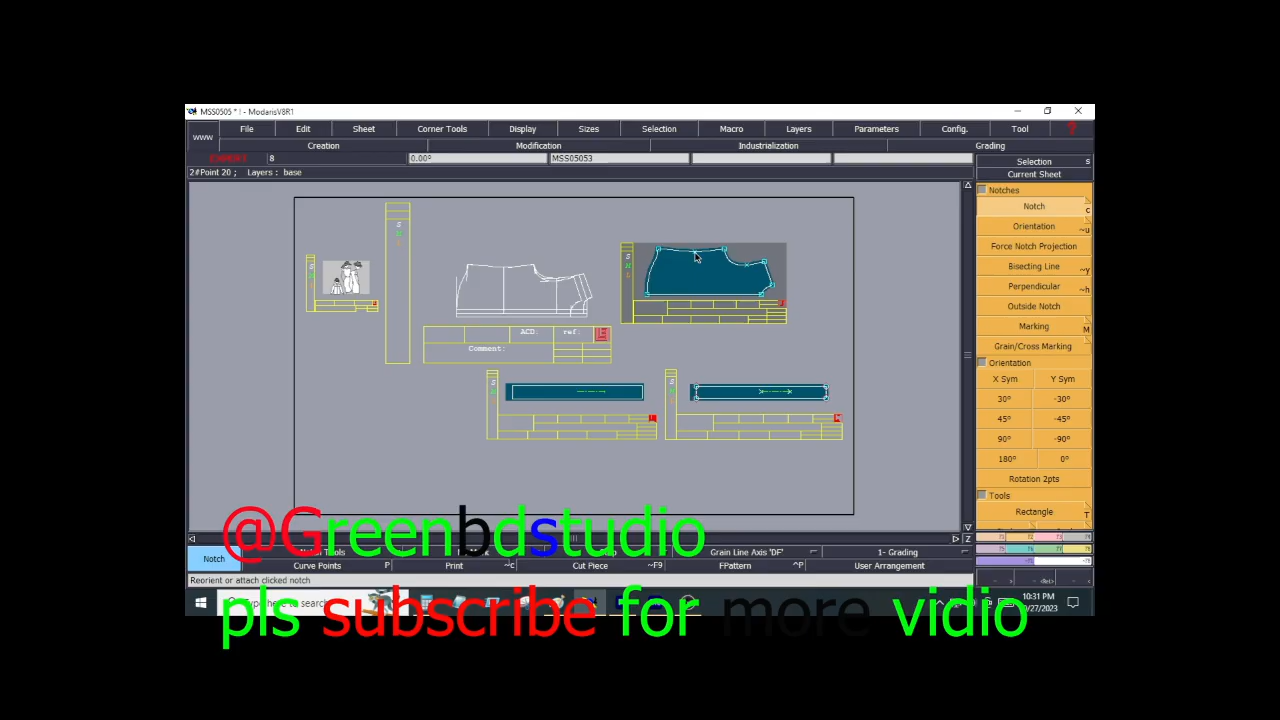 MSS0505 * ! - ModarisV8R1
www File Edit Sheet Corner Tools Display Sizes Selection Macro Layers Parameters Config. Tool
Creation Modification Industrialization Grading
8 0.00° MSS05053 Selection s
2#Point 20 ; Layers : base Current Sheet
Notches
Notch c
Orientation ~u
Force Notch Projection
Bisecting Line ~y
Perpendicular ~h
Outside Notch
Marking M
Grain/Cross Marking
Orientation
X Sym Y Sym
30° -30°
45° -45°
90° -90°
180° 0°
Rotation 2pts
Tools
Rectangle T
ACD: ref:
Comment:
@Greenbdstudio
Notch Grain Line Axis 'DF' 1- Grading
Curve Points P Print ~c Cut Piece ~F9 FPattern ^P User Arrangement
Reorient or attach clicked notch
10:31 PM
pls subscribe for more vidio